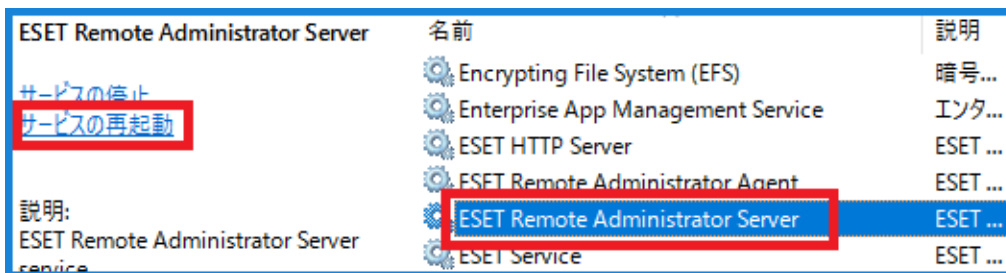 ESET Remote Administrator Server
サービスの停止
サービスの再起動
説明:
ESET Remote Administrator Server
service
名前 説明
Encrypting File System (EFS) 暗号...
Enterprise App Management Service エンタ...
ESET HTTP Server ESET ...
ESET Remote Administrator Agent ESET ...
ESET Remote Administrator Server ESET ...
ESET Service ESET ...